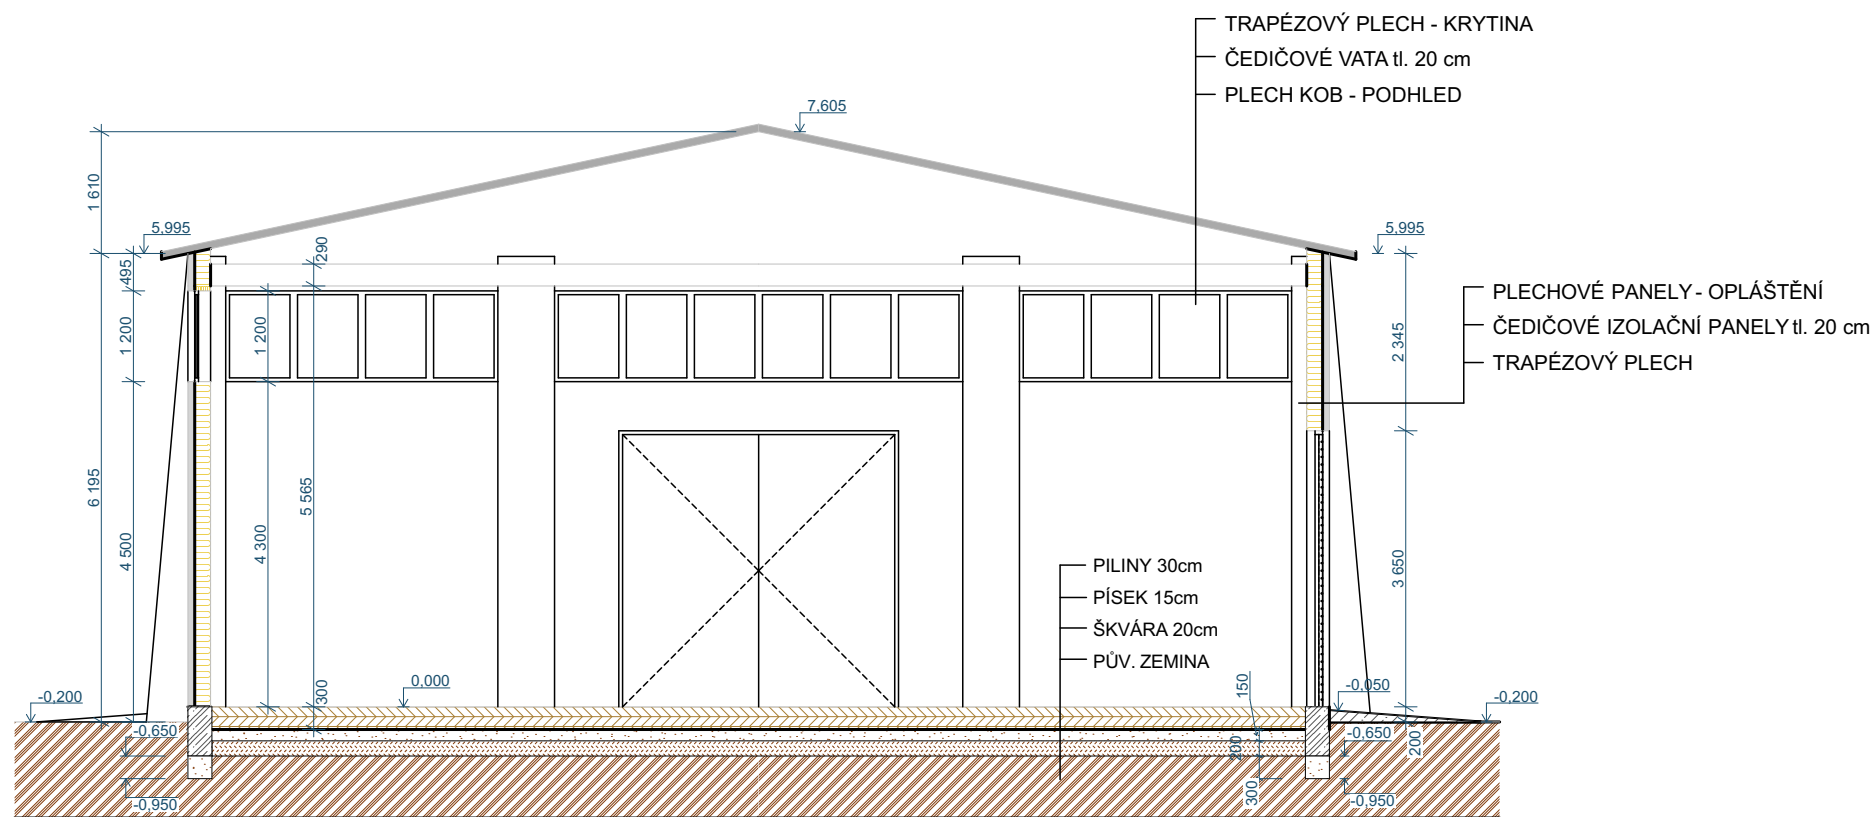 TRAPÉZOVÝ PLECH - KRYTINA
ČEDIČOVÉ VATA tl. 20 cm
PLECH KOB - PODHLED
7,605
1 610
5,995
5,995
290
495
1 200
1 200
PLECHOVÉ PANELY - OPLÁŠTĚNÍ
ČEDIČOVÉ IZOLAČNÍ PANELY tl. 20 cm
TRAPÉZOVÝ PLECH
2 345
6 195
4 500
4 300
5 565
3 650
PILINY 30cm
PÍSEK 15cm
ŠKVÁRA 20cm
PŮV. ZEMINA
-0,200
0,000
300
150
-0,050
-0,200
-0,650
200
-0,650
200
-0,950
300
-0,950